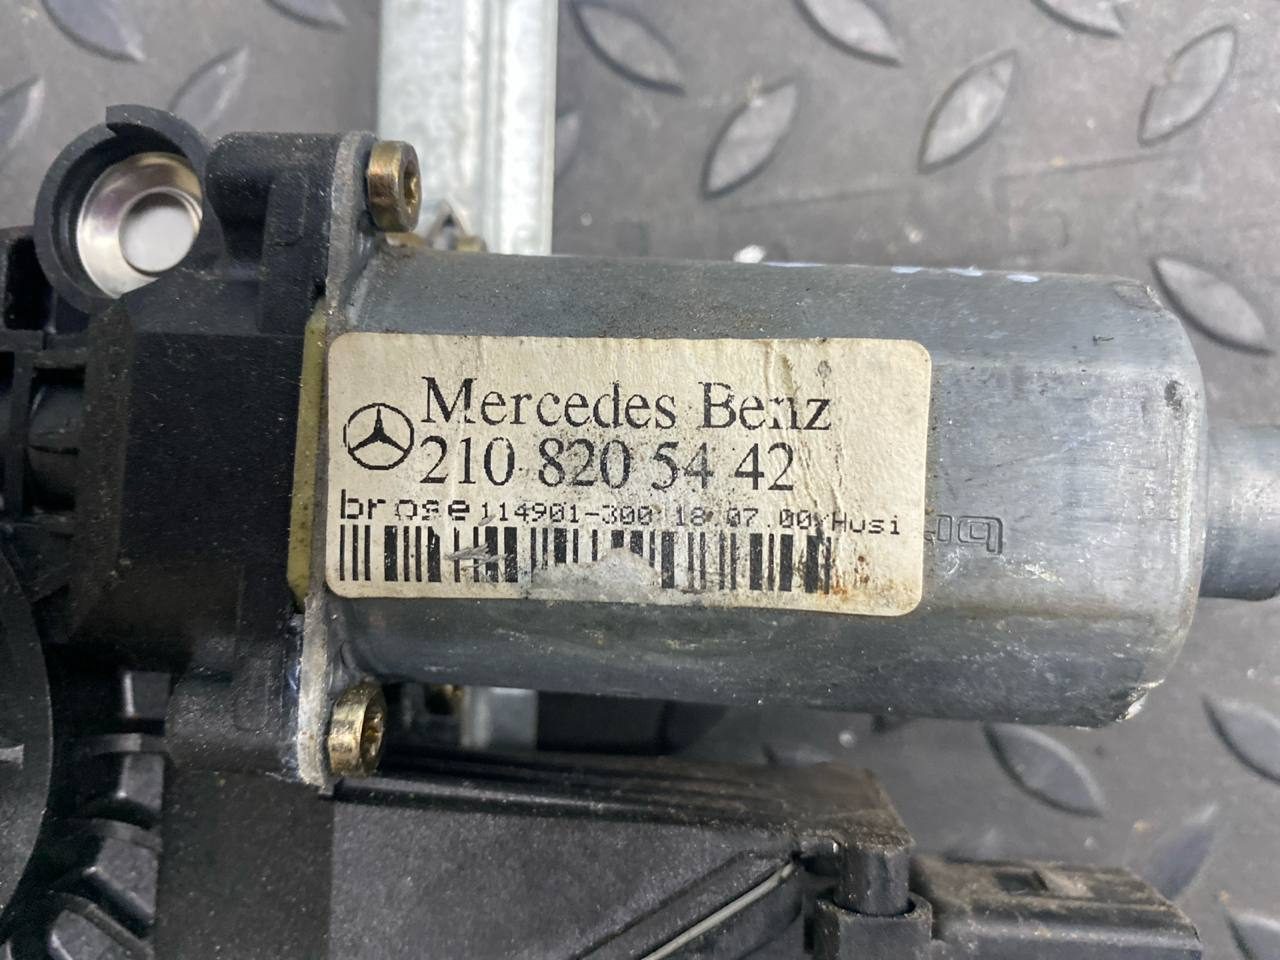 Mercedes Benz
210 820 54 42
brose 114901-300 18.07.00 Husi